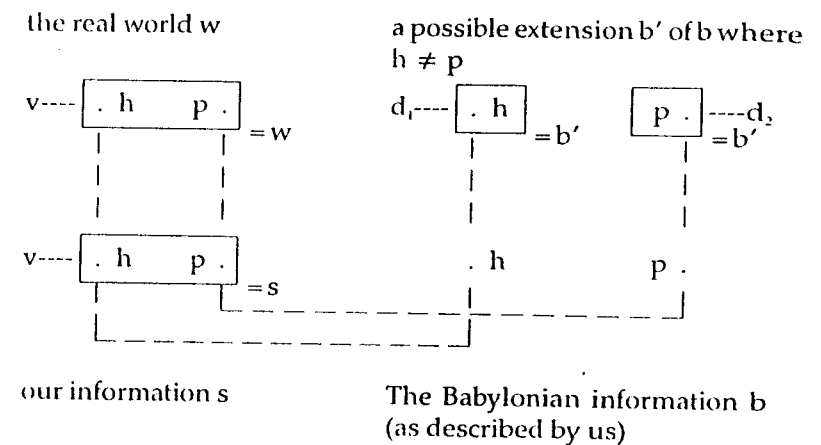 the real world w
a possible extension b′ of b where
h ≠ p
v---- . h p . =w
d₁---- . h =b′
p . ----d₂ =b′
v---- . h p . =s
. h
p .
our information s
The Babylonian information b
(as described by us)